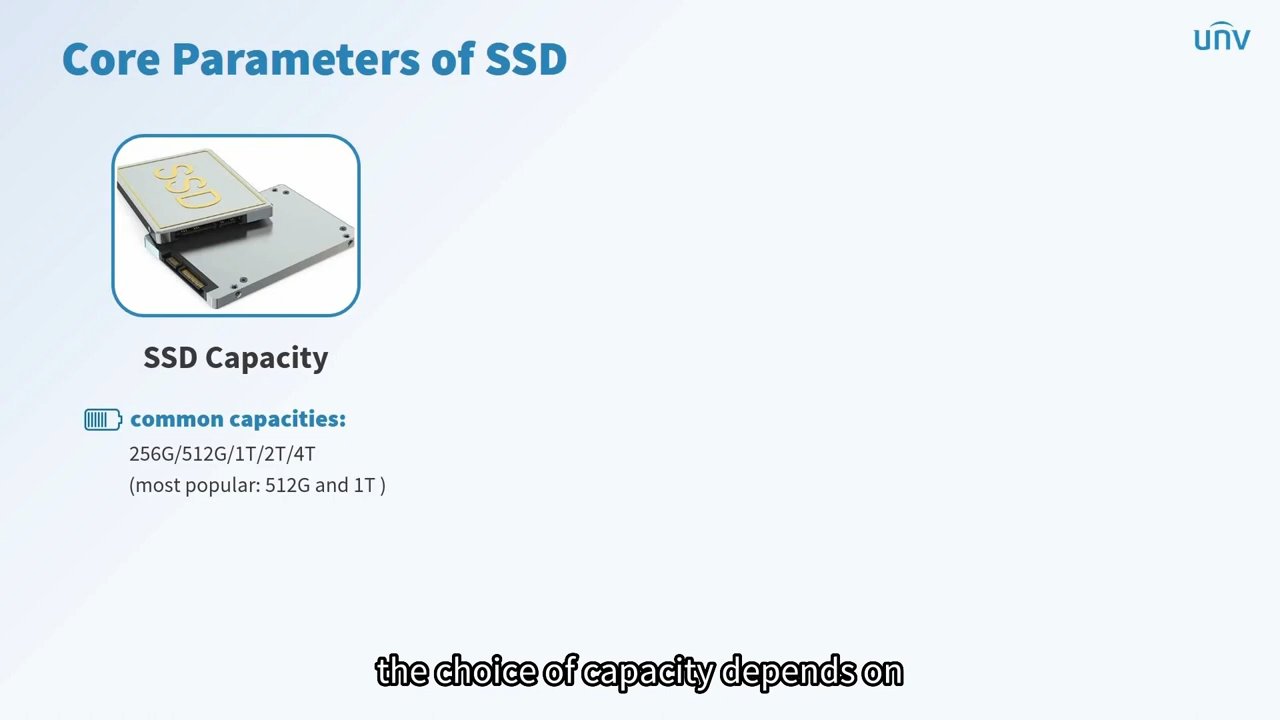 Core Parameters of SSD
unv
SSD
SSD Capacity
common capacities:
256G/512G/1T/2T/4T
(most popular: 512G and 1T )
the choice of capacity depends on